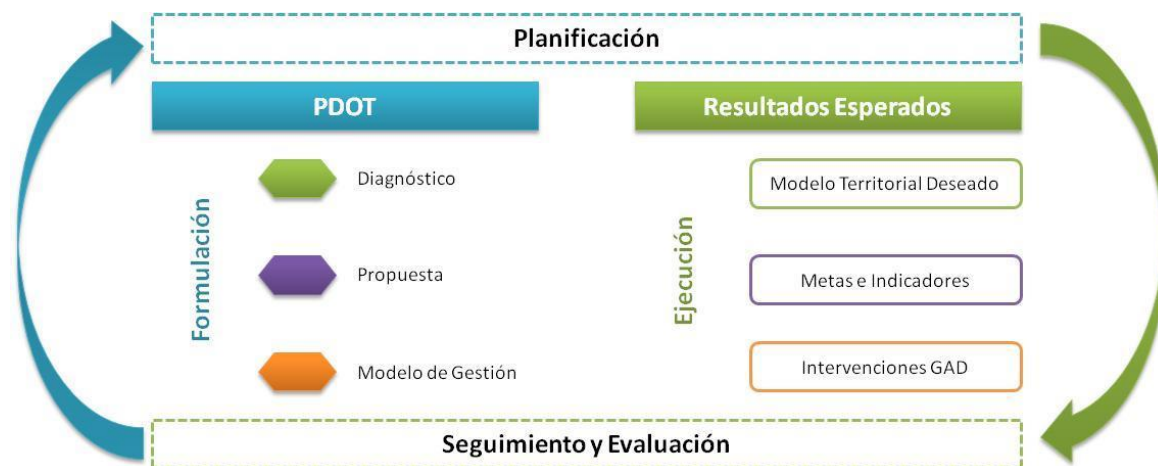 Planificación
PDOT
Resultados Esperados
Formulación
Diagnóstico
Propuesta
Modelo de Gestión
Ejecución
Modelo Territorial Deseado
Metas e Indicadores
Intervenciones GAD
Seguimiento y Evaluación